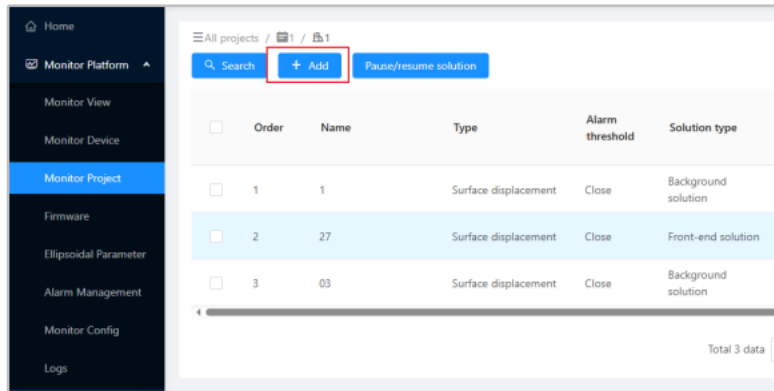 Home
Monitor Platform
Monitor View
Monitor Device
Monitor Project
Firmware
Ellipsoidal Parameter
Alarm Management
Monitor Config
Logs
All projects / 1 / 1
Search
+ Add
Pause/resume solution
Order Name Type Alarm threshold Solution type
1 1 Surface displacement Close Background solution
2 27 Surface displacement Close Front-end solution
3 03 Surface displacement Close Background solution
Total 3 data